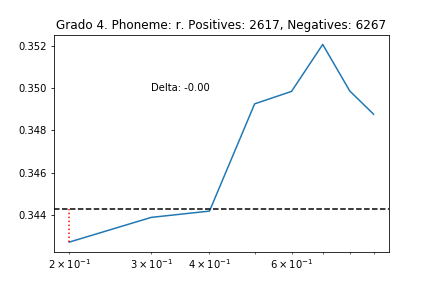 Grado 4. Phoneme: r. Positives: 2617, Negatives: 6267
0.352
0.350
Delta: -0.00
0.348
0.346
0.344
2 × 10⁻¹ 3 × 10⁻¹ 4 × 10⁻¹ 6 × 10⁻¹